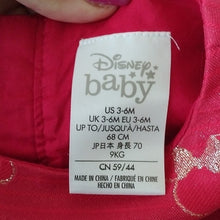 Disney
baby
US 3-6M
UK 3-6M EU 3-6M
UP TO/JUSQU'À/HASTA
68 CM
JP日本 身長 70
9KG
CN 59/44
MADE IN CHINA / FABRIQUÉ EN CHINE
HECHO EN CHINA